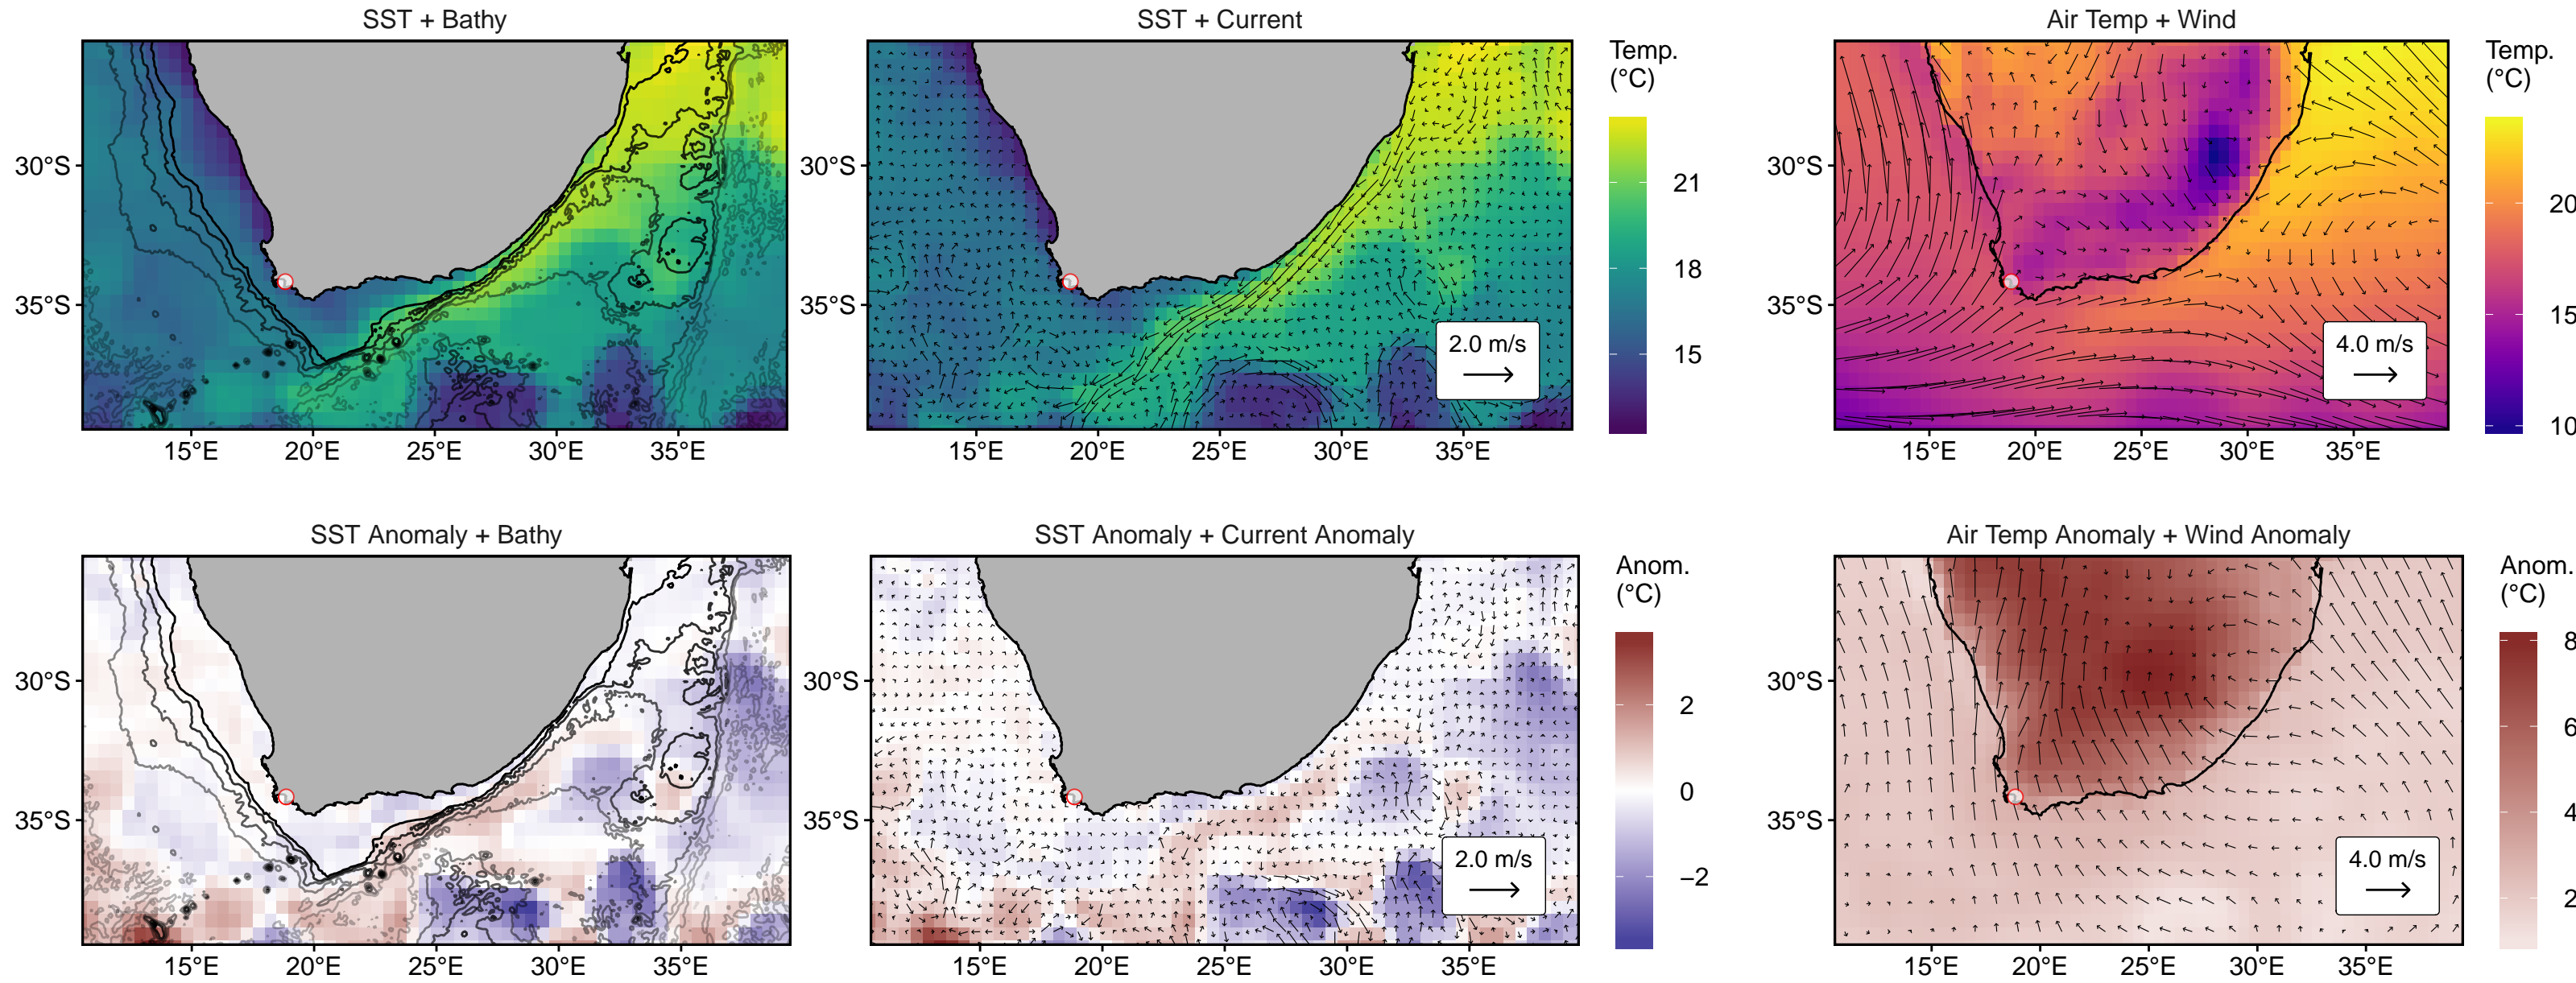 SST + Bathy
SST + Current
Air Temp + Wind
30°S
35°S
15°E 20°E 25°E 30°E 35°E
30°S
35°S
2.0 m/s
15°E 20°E 25°E 30°E 35°E
Temp.
(°C)
21
18
15
30°S
35°S
4.0 m/s
15°E 20°E 25°E 30°E 35°E
Temp.
(°C)
20
15
10
SST Anomaly + Bathy
SST Anomaly + Current Anomaly
Air Temp Anomaly + Wind Anomaly
30°S
35°S
15°E 20°E 25°E 30°E 35°E
30°S
35°S
2.0 m/s
15°E 20°E 25°E 30°E 35°E
Anom.
(°C)
2
0
−2
30°S
35°S
4.0 m/s
15°E 20°E 25°E 30°E 35°E
Anom.
(°C)
8
6
4
2